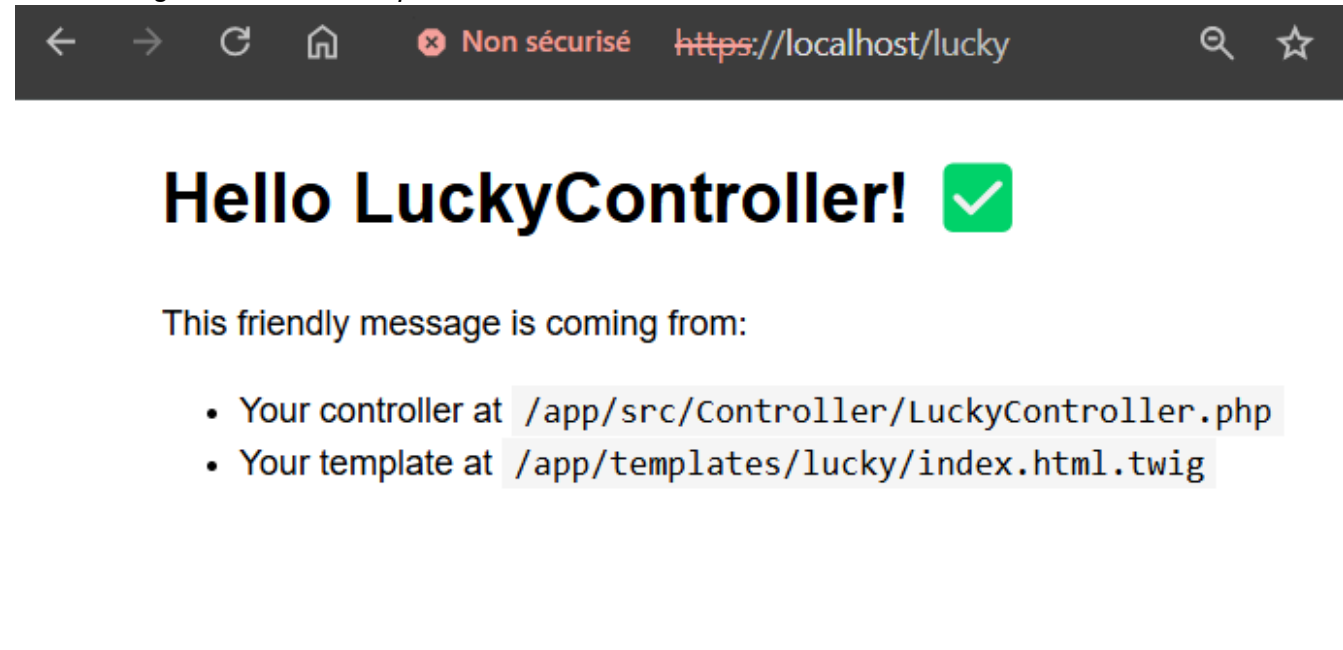 Non sécurisé https://localhost/lucky
Hello LuckyController! ✅
This friendly message is coming from:
• Your controller at /app/src/Controller/LuckyController.php
• Your template at /app/templates/lucky/index.html.twig